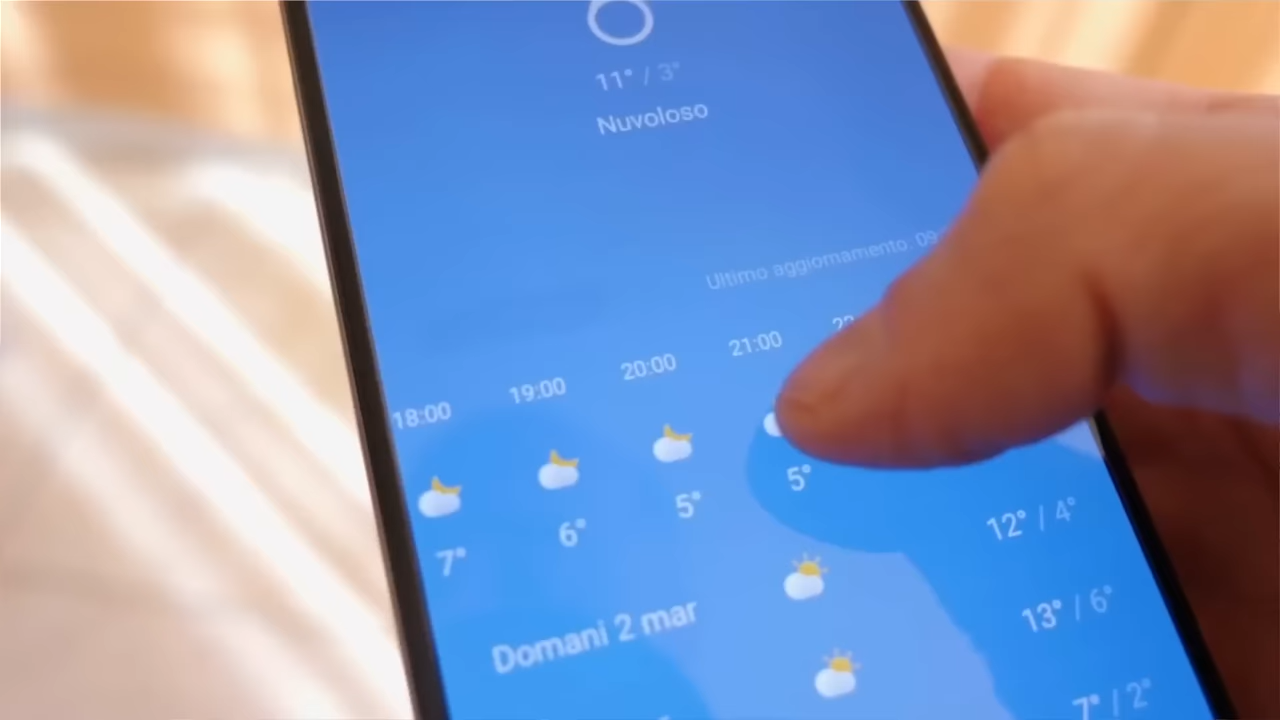 11° / 3°
Nuvoloso
Ultimo aggiornamento. 09
18:00 19:00 20:00 21:00
7° 6° 5° 5°
Domani 2 mar 12° / 4°
13° / 6°
7° / 2°